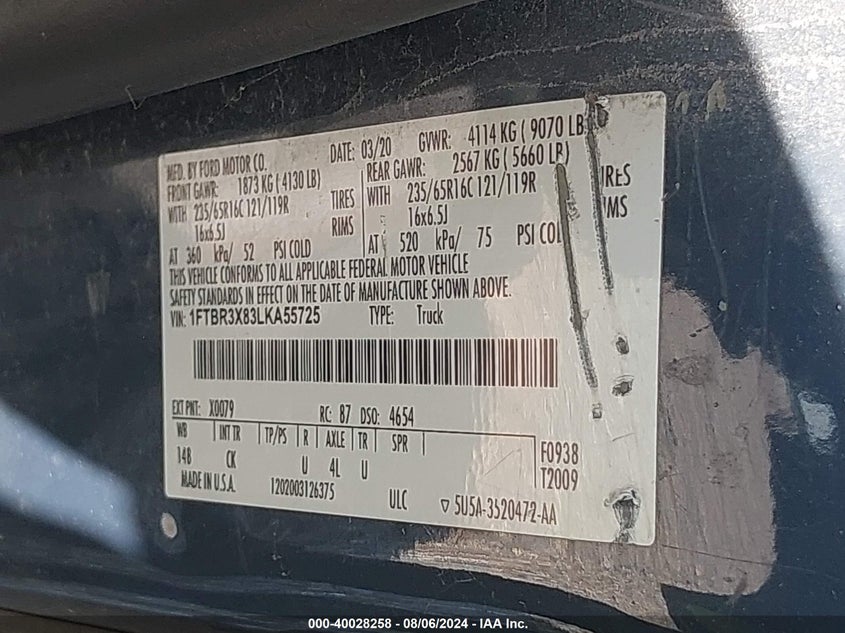 MFD. BY FORD MOTOR CO. DATE: 03/20 GVWR: 4114 KG ( 9070 LB
FRONT GAWR: 1873 KG ( 4130 LB) REAR GAWR: 2567 KG ( 5660 LB)
WITH 235/65R16C 121/119R TIRES WITH 235/65R16C 121/119R TIRES
16x6.5J RIMS 16x6.5J RIMS
AT 360 kPa/ 52 PSI COLD AT 520 kPa/ 75 PSI COL
THIS VEHICLE CONFORMS TO ALL APPLICABLE FEDERAL MOTOR VEHICLE
SAFETY STANDARDS IN EFFECT ON THE DATE OF MANUFACTURE SHOWN ABOVE.
VIN: 1FTBR3X83LKA55725 TYPE: Truck
EXT PNT: X0079 RC: 87 DSO: 4654
WB INT TR TP/PS R AXLE TR SPR
148 CK U 4L U
F0938
T2009
MADE IN U.S.A. 1202003126375 ULC ▽ 5U5A-3520472-AA
000-40028258 - 08/06/2024 - IAA Inc.